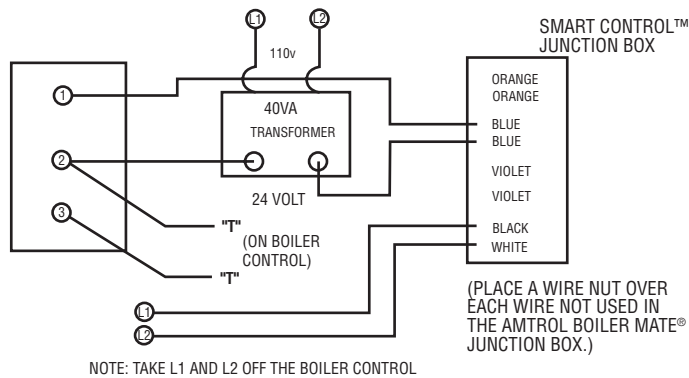 L1
L2
110v
SMART CONTROL™
JUNCTION BOX
1
2
3
40VA
TRANSFORMER
24 VOLT
ORANGE
ORANGE
BLUE
BLUE
VIOLET
VIOLET
BLACK
WHITE
"T"
(ON BOILER
CONTROL)
"T"
L1
L2
(PLACE A WIRE NUT OVER
EACH WIRE NOT USED IN
THE AMTROL BOILER MATE®
JUNCTION BOX.)
NOTE: TAKE L1 AND L2 OFF THE BOILER CONTROL